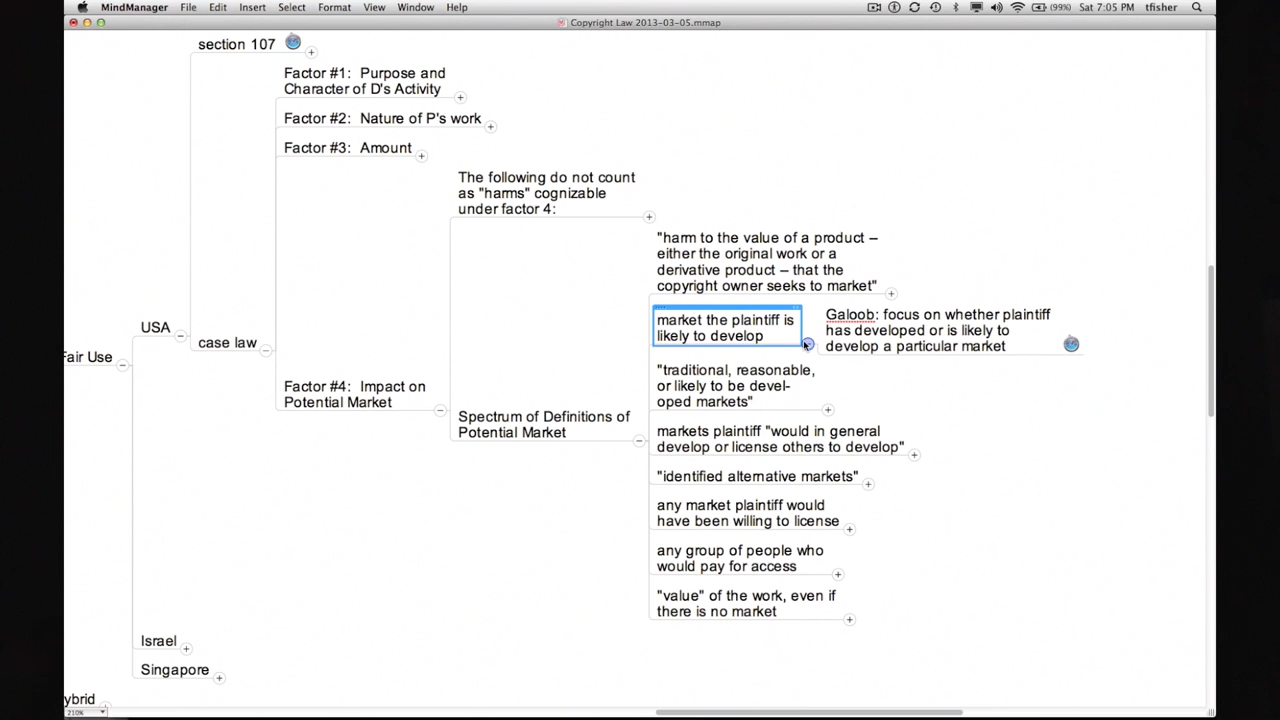 MindManager File Edit Insert Select Format View Window Help (99%) Sat 7:05 PM tfisher
Copyright Law 2013-03-05.mmap
section 107
Factor #1: Purpose and
Character of D's Activity
Factor #2: Nature of P's work
Factor #3: Amount
The following do not count
as "harms" cognizable
under factor 4:
"harm to the value of a product –
either the original work or a
derivative product – that the
copyright owner seeks to market"
market the plaintiff is
likely to develop
Galoob: focus on whether plaintiff
has developed or is likely to
develop a particular market
USA
case law
Fair Use
"traditional, reasonable,
or likely to be devel-
oped markets"
Factor #4: Impact on
Potential Market
Spectrum of Definitions of
Potential Market
markets plaintiff "would in general
develop or license others to develop"
"identified alternative markets"
any market plaintiff would
have been willing to license
any group of people who
would pay for access
"value" of the work, even if
there is no market
Israel
Singapore
ybrid
210%